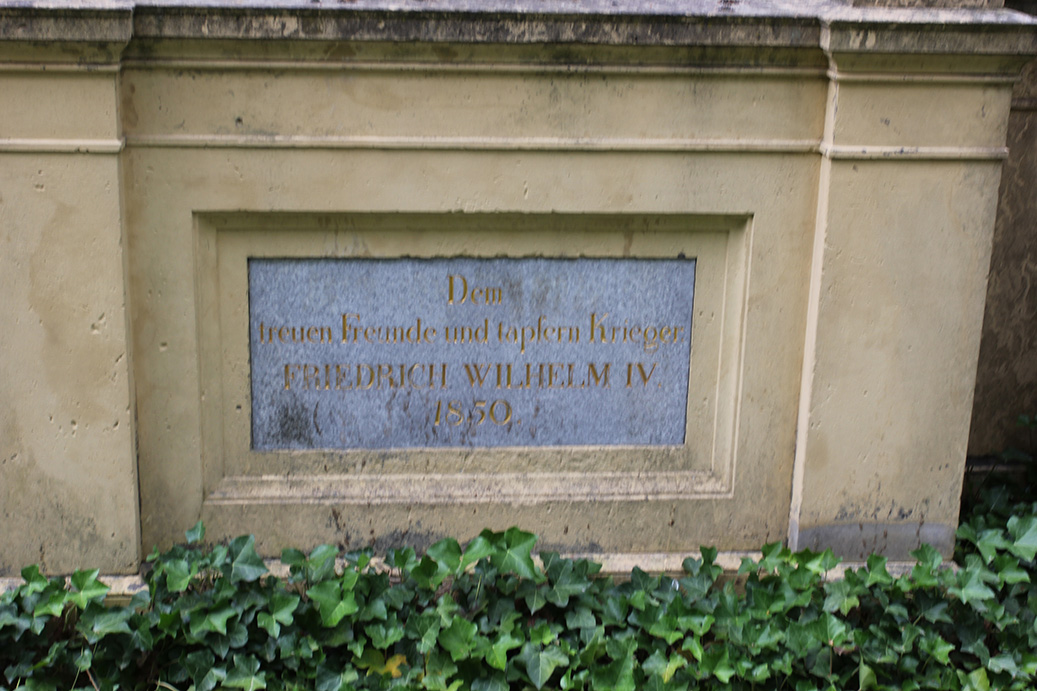 Dem
treuen Freunde und tapfern Krieger.
FRIEDRICH WILHELM IV.
1850.